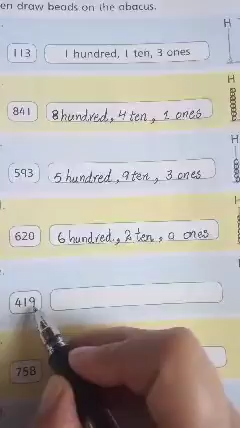 en draw beads on the abacus.
H
113 1 hundred, 1 ten, 3 ones
H
841 8 hundred, 4 ten, 1 ones
H
593 5 hundred, 9 ten, 3 ones
620 6 hundred, 2 ten, 0 ones
419
758